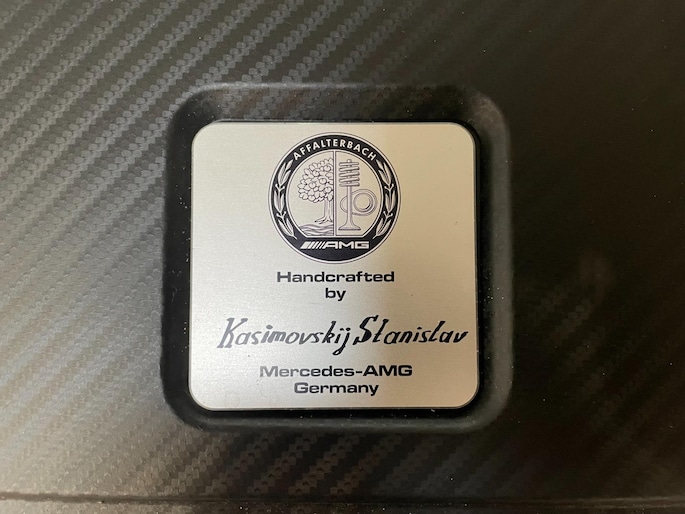 AFFALTERBACH
AMG
Handcrafted
by
Kasimovskij Stanislav
Mercedes-AMG
Germany